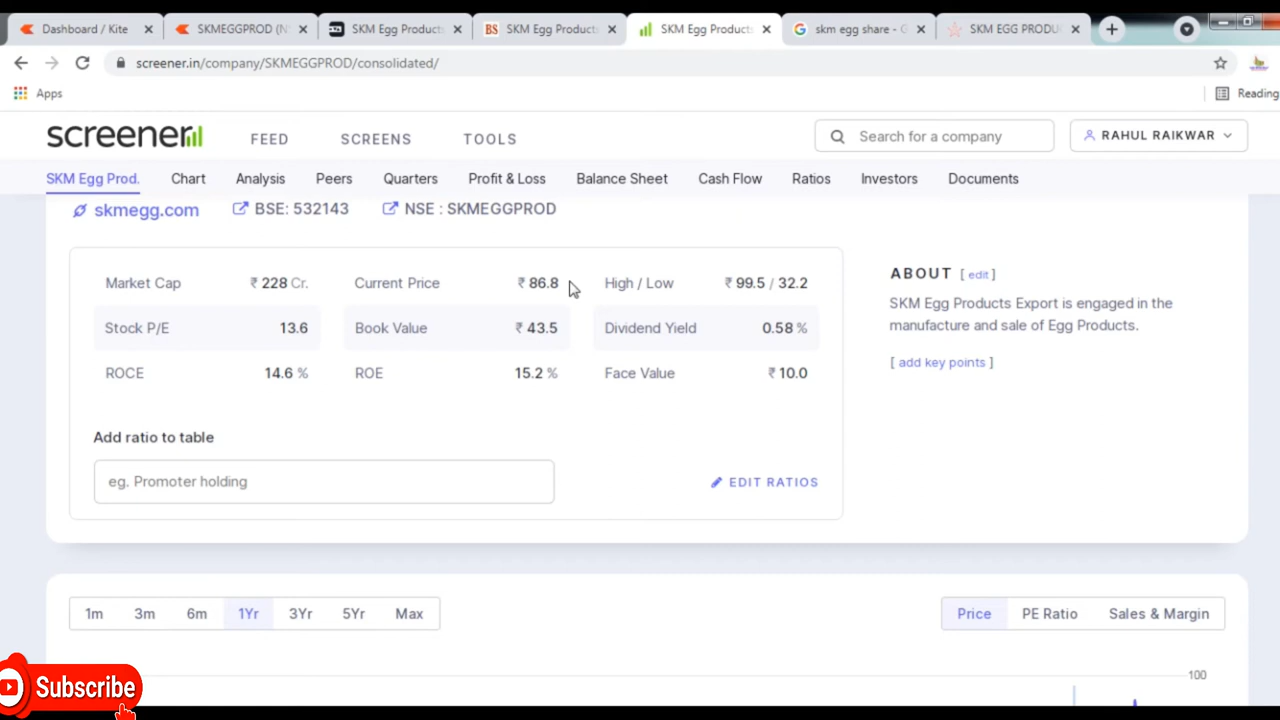 Dashboard / Kite
SKMEGGPROD (N
SKM Egg Products
BS SKM Egg Products
SKM Egg Products
skm egg share - G
SKM EGG PRODU
screener.in/company/SKMEGGPROD/consolidated/
Apps
Reading
screener
FEED
SCREENS
TOOLS
Search for a company
RAHUL RAIKWAR
SKM Egg Prod.
Chart
Analysis
Peers
Quarters
Profit & Loss
Balance Sheet
Cash Flow
Ratios
Investors
Documents
skmegg.com
BSE: 532143
NSE : SKMEGGPROD
Market Cap ₹ 228 Cr.
Current Price ₹ 86.8
High / Low ₹ 99.5 / 32.2
Stock P/E 13.6
Book Value ₹ 43.5
Dividend Yield 0.58 %
ROCE 14.6 %
ROE 15.2 %
Face Value ₹ 10.0
Add ratio to table
eg. Promoter holding
EDIT RATIOS
ABOUT [ edit ]
SKM Egg Products Export is engaged in the
manufacture and sale of Egg Products.
[ add key points ]
1m 3m 6m 1Yr 3Yr 5Yr Max
Price PE Ratio Sales & Margin
100
Subscribe